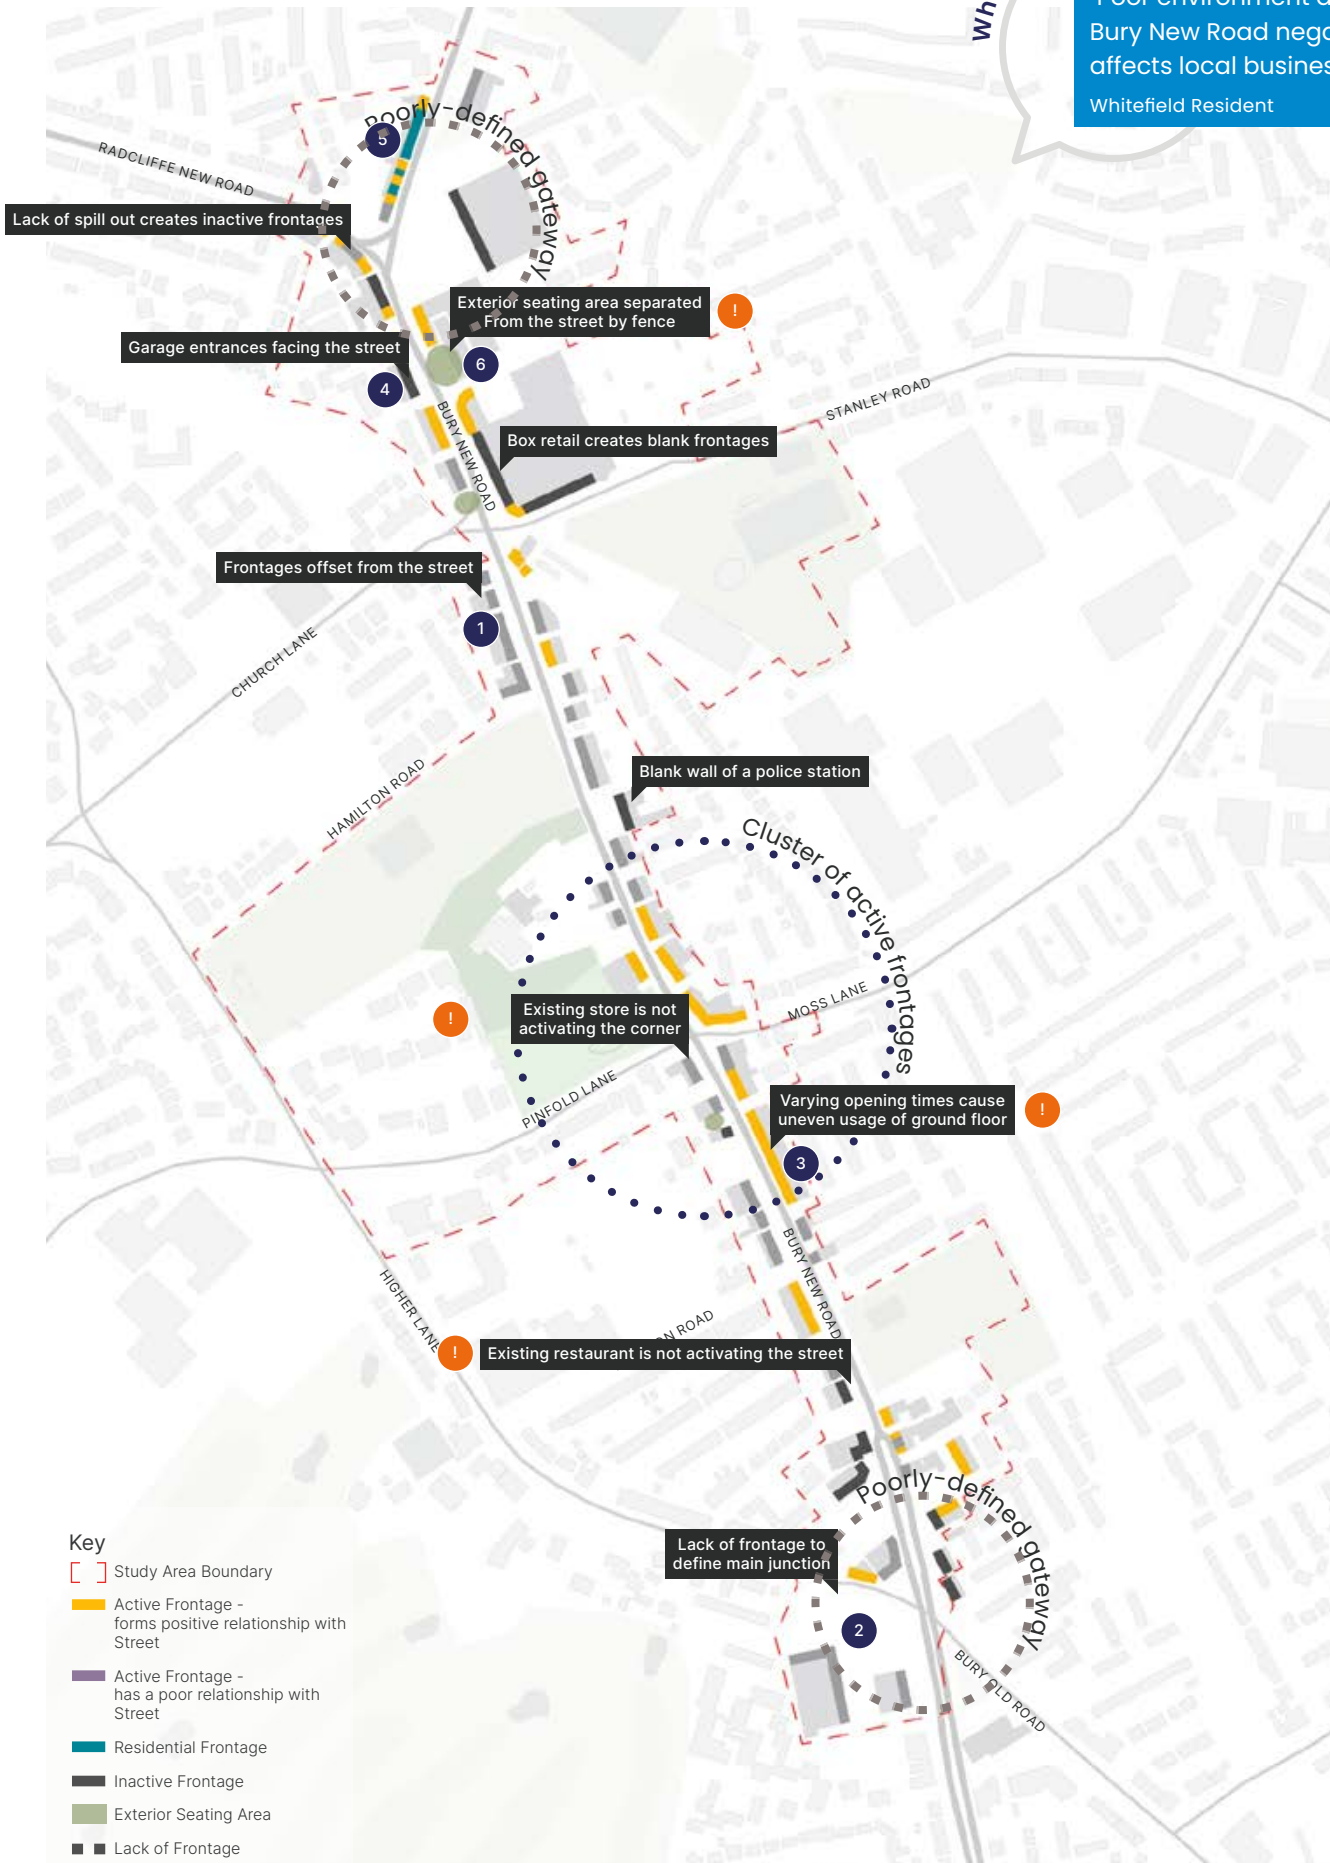 Wh
Bury New Road nega
affects local busines
Whitefield Resident
Poorly-defined gateway
5
RADCLIFFE NEW ROAD
Lack of spill out creates inactive frontages
Exterior seating area separated
From the street by fence
!
Garage entrances facing the street
6
4
BURY NEW ROAD
STANLEY ROAD
Box retail creates blank frontages
Frontages offset from the street
1
CHURCH LANE
HAMILTON ROAD
Blank wall of a police station
Cluster of active frontages
MOSS LANE
Existing store is not
activating the corner
!
PINFOLD LANE
Varying opening times cause
uneven usage of ground floor
!
3
BURY NEW ROAD
HIGHER LANE
ON ROAD
!
Existing restaurant is not activating the street
Poorly-defined gateway
Lack of frontage to
define main junction
2
BURY OLD ROAD
Key
Study Area Boundary
Active Frontage -
forms positive relationship with
Street
Active Frontage -
has a poor relationship with
Street
Residential Frontage
Inactive Frontage
Exterior Seating Area
Lack of Frontage